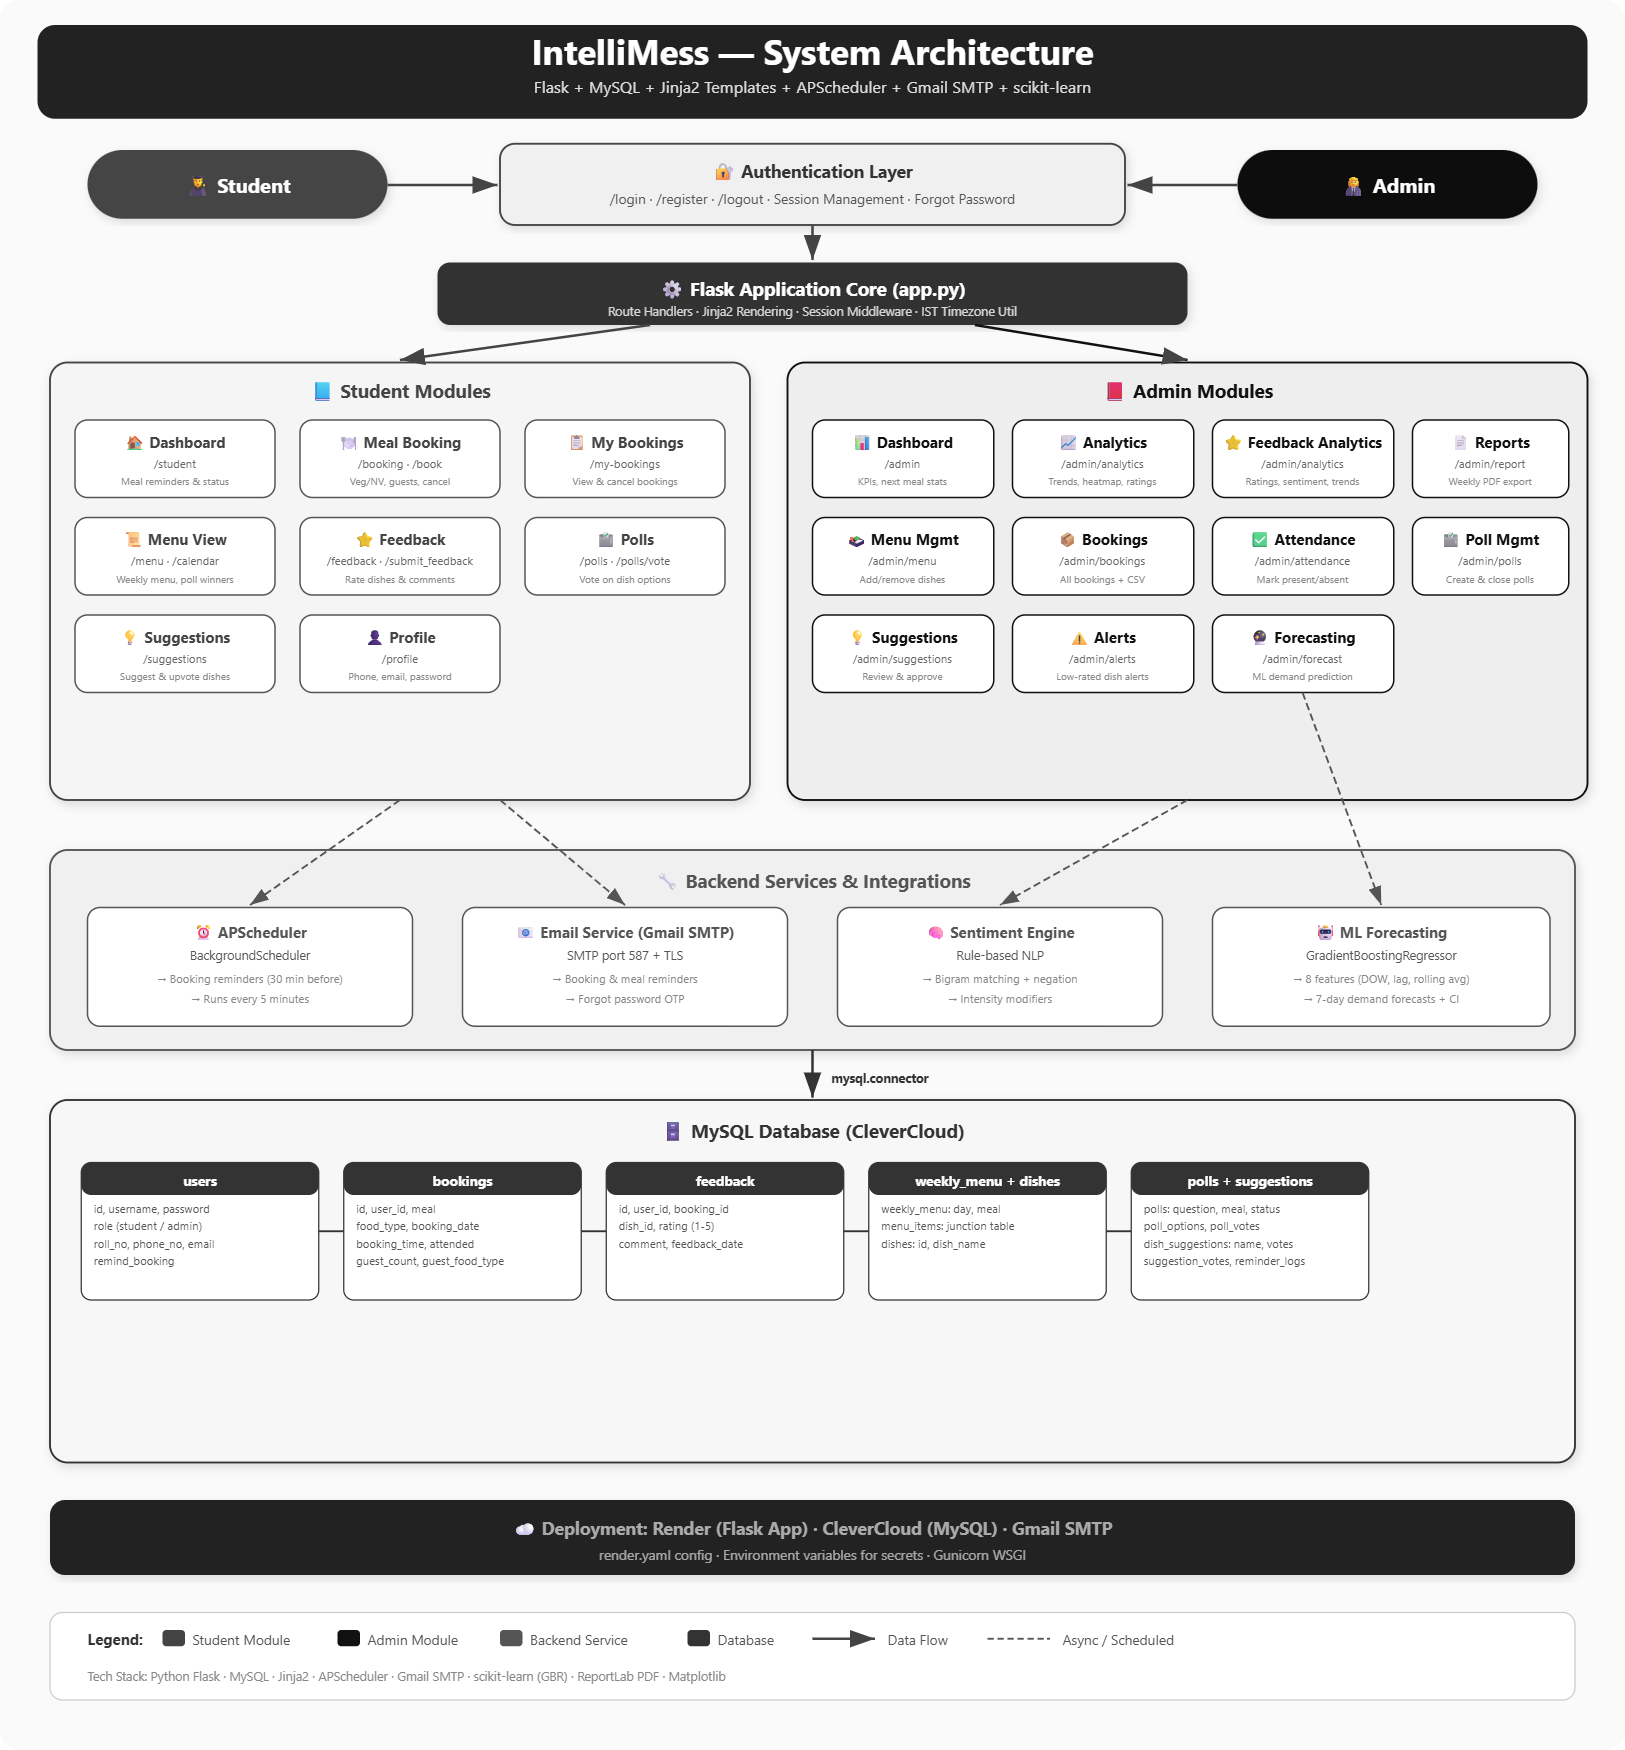 IntelliMess — System Architecture
Flask + MySQL + Jinja2 Templates + APScheduler + Gmail SMTP + scikit-learn
Student
Authentication Layer
/login · /register · /logout · Session Management · Forgot Password
Admin
Flask Application Core (app.py)
Route Handlers · Jinja2 Rendering · Session Middleware · IST Timezone Util
Student Modules
Dashboard
/student
Meal reminders & status
Meal Booking
/booking · /book
Veg/NV, guests, cancel
My Bookings
/my-bookings
View & cancel bookings
Menu View
/menu · /calendar
Weekly menu, poll winners
Feedback
/feedback · /submit_feedback
Rate dishes & comments
Polls
/polls · /polls/vote
Vote on dish options
Suggestions
/suggestions
Suggest & upvote dishes
Profile
/profile
Phone, email, password
Admin Modules
Dashboard
/admin
KPIs, next meal stats
Analytics
/admin/analytics
Trends, heatmap, ratings
Feedback Analytics
/admin/analytics
Ratings, sentiment, trends
Reports
/admin/report
Weekly PDF export
Menu Mgmt
/admin/menu
Add/remove dishes
Bookings
/admin/bookings
All bookings + CSV
Attendance
/admin/attendance
Mark present/absent
Poll Mgmt
/admin/polls
Create & close polls
Suggestions
/admin/suggestions
Review & approve
Alerts
/admin/alerts
Low-rated dish alerts
Forecasting
/admin/forecast
ML demand prediction
Backend Services & Integrations
APScheduler
BackgroundScheduler
→ Booking reminders (30 min before)
→ Runs every 5 minutes
Email Service (Gmail SMTP)
SMTP port 587 + TLS
→ Booking & meal reminders
→ Forgot password OTP
Sentiment Engine
Rule-based NLP
→ Bigram matching + negation
→ Intensity modifiers
ML Forecasting
GradientBoostingRegressor
→ 8 features (DOW, lag, rolling avg)
→ 7-day demand forecasts + CI
mysql.connector
MySQL Database (CleverCloud)
users
id, username, password
role (student / admin)
roll_no, phone_no, email
remind_booking
bookings
id, user_id, meal
food_type, booking_date
booking_time, attended
guest_count, guest_food_type
feedback
id, user_id, booking_id
dish_id, rating (1-5)
comment, feedback_date
weekly_menu + dishes
weekly_menu: day, meal
menu_items: junction table
dishes: id, dish_name
polls + suggestions
polls: question, meal, status
poll_options, poll_votes
dish_suggestions: name, votes
suggestion_votes, reminder_logs
Deployment: Render (Flask App) · CleverCloud (MySQL) · Gmail SMTP
render.yaml config · Environment variables for secrets · Gunicorn WSGI
Legend: Student Module Admin Module Backend Service Database Data Flow Async / Scheduled
Tech Stack: Python Flask · MySQL · Jinja2 · APScheduler · Gmail SMTP · scikit-learn (GBR) · ReportLab PDF · Matplotlib